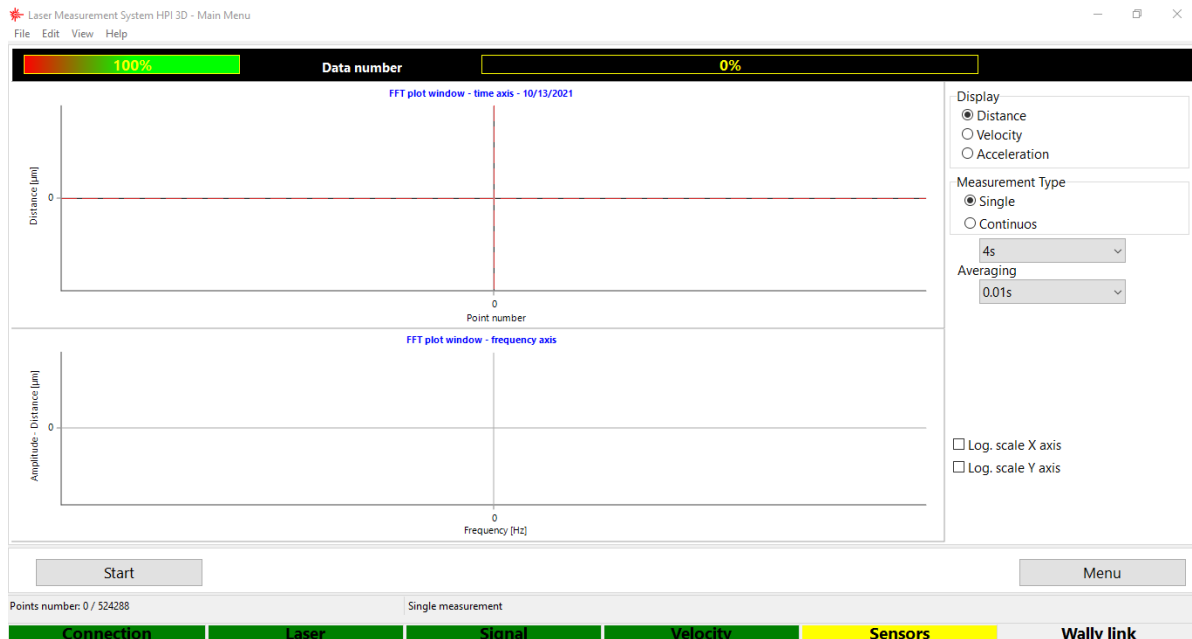 Laser Measurement System HPI 3D - Main Menu
File Edit View Help
100% Data number 0%
FFT plot window - time axis - 10/13/2021
Distance [µm]
0
0
Point number
FFT plot window - frequency axis
Amplitude - Distance [µm]
0
0
Frequency [Hz]
Display
Distance
Velocity
Acceleration
Measurement Type
Single
Continuos
4s
Averaging
0.01s
Log. scale X axis
Log. scale Y axis
Start Menu
Points number: 0 / 524288 Single measurement
Connection Laser Signal Velocity Sensors Wally link